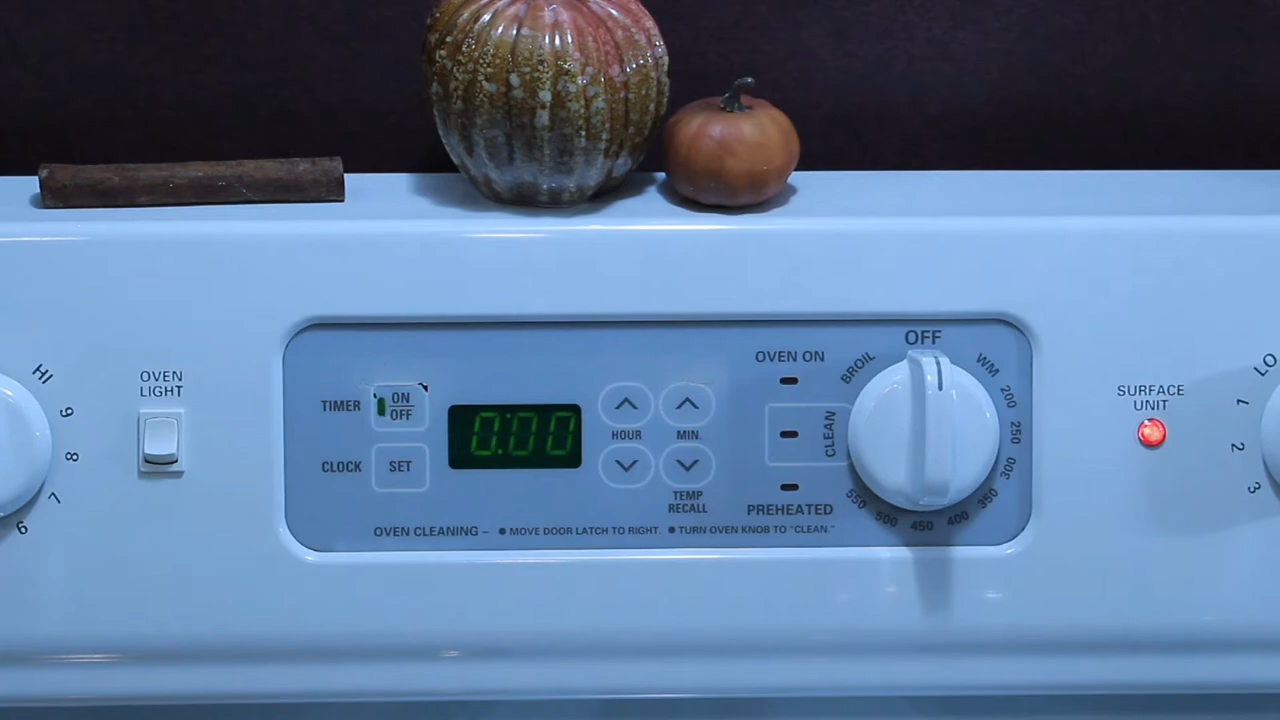 HI
9
8
7
6
OVEN
LIGHT
TIMER
ON
OFF
CLOCK
SET
0:00
HOUR
MIN.
TEMP
RECALL
OVEN ON
CLEAN
PREHEATED
OVEN CLEANING – ● MOVE DOOR LATCH TO RIGHT. ● TURN OVEN KNOB TO "CLEAN."
OFF
BROIL
WM
200
250
300
350
400
450
500
550
SURFACE
UNIT
LO
1
2
3